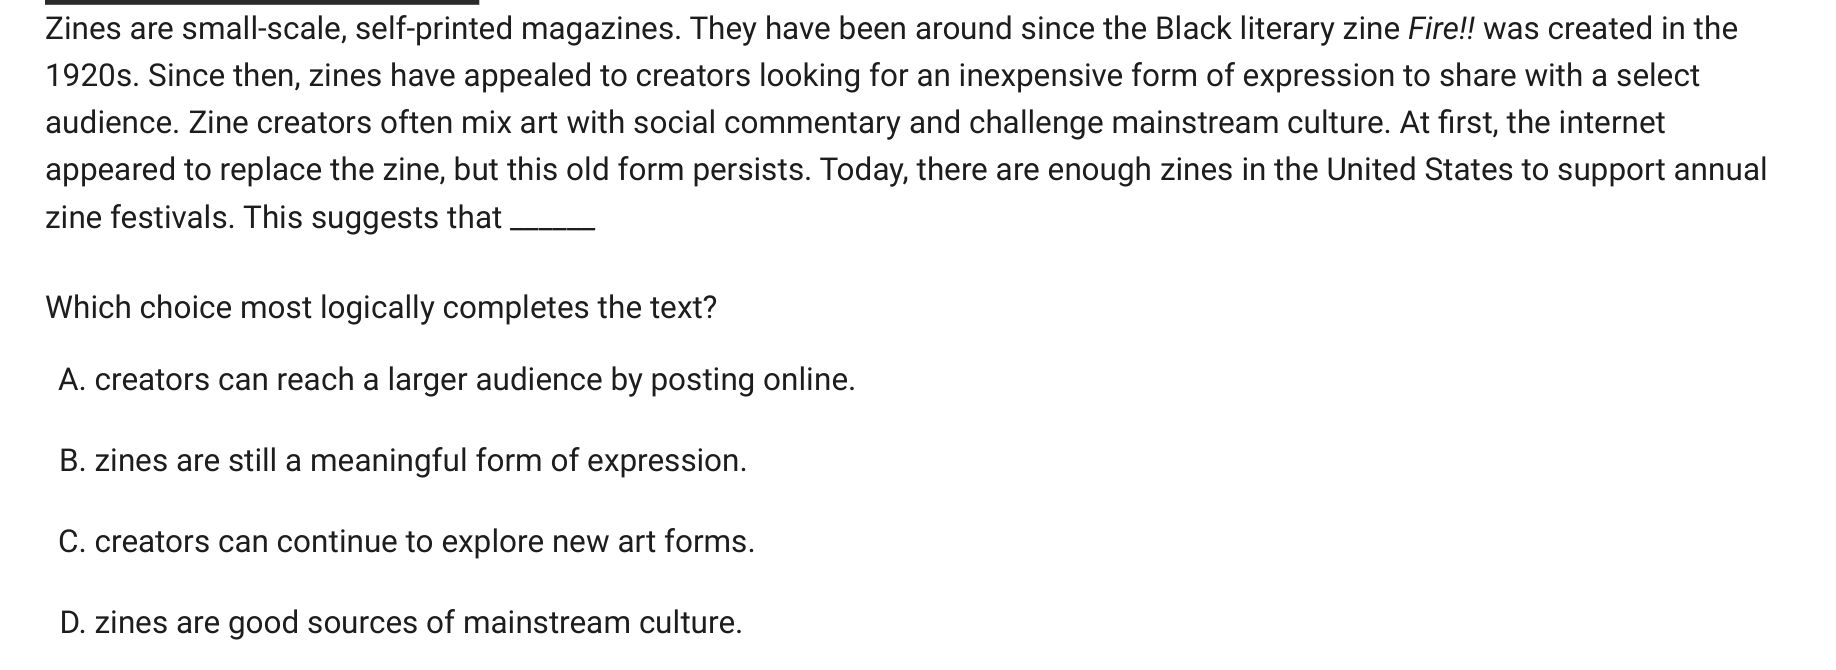 Zines are small-scale, self-printed magazines. They have been around since the Black literary zine Fire!! was created in the
1920s. Since then, zines have appealed to creators looking for an inexpensive form of expression to share with a select
audience. Zine creators often mix art with social commentary and challenge mainstream culture. At first, the internet
appeared to replace the zine, but this old form persists. Today, there are enough zines in the United States to support annual
zine festivals. This suggests that ______
Which choice most logically completes the text?
A. creators can reach a larger audience by posting online.
B. zines are still a meaningful form of expression.
C. creators can continue to explore new art forms.
D. zines are good sources of mainstream culture.